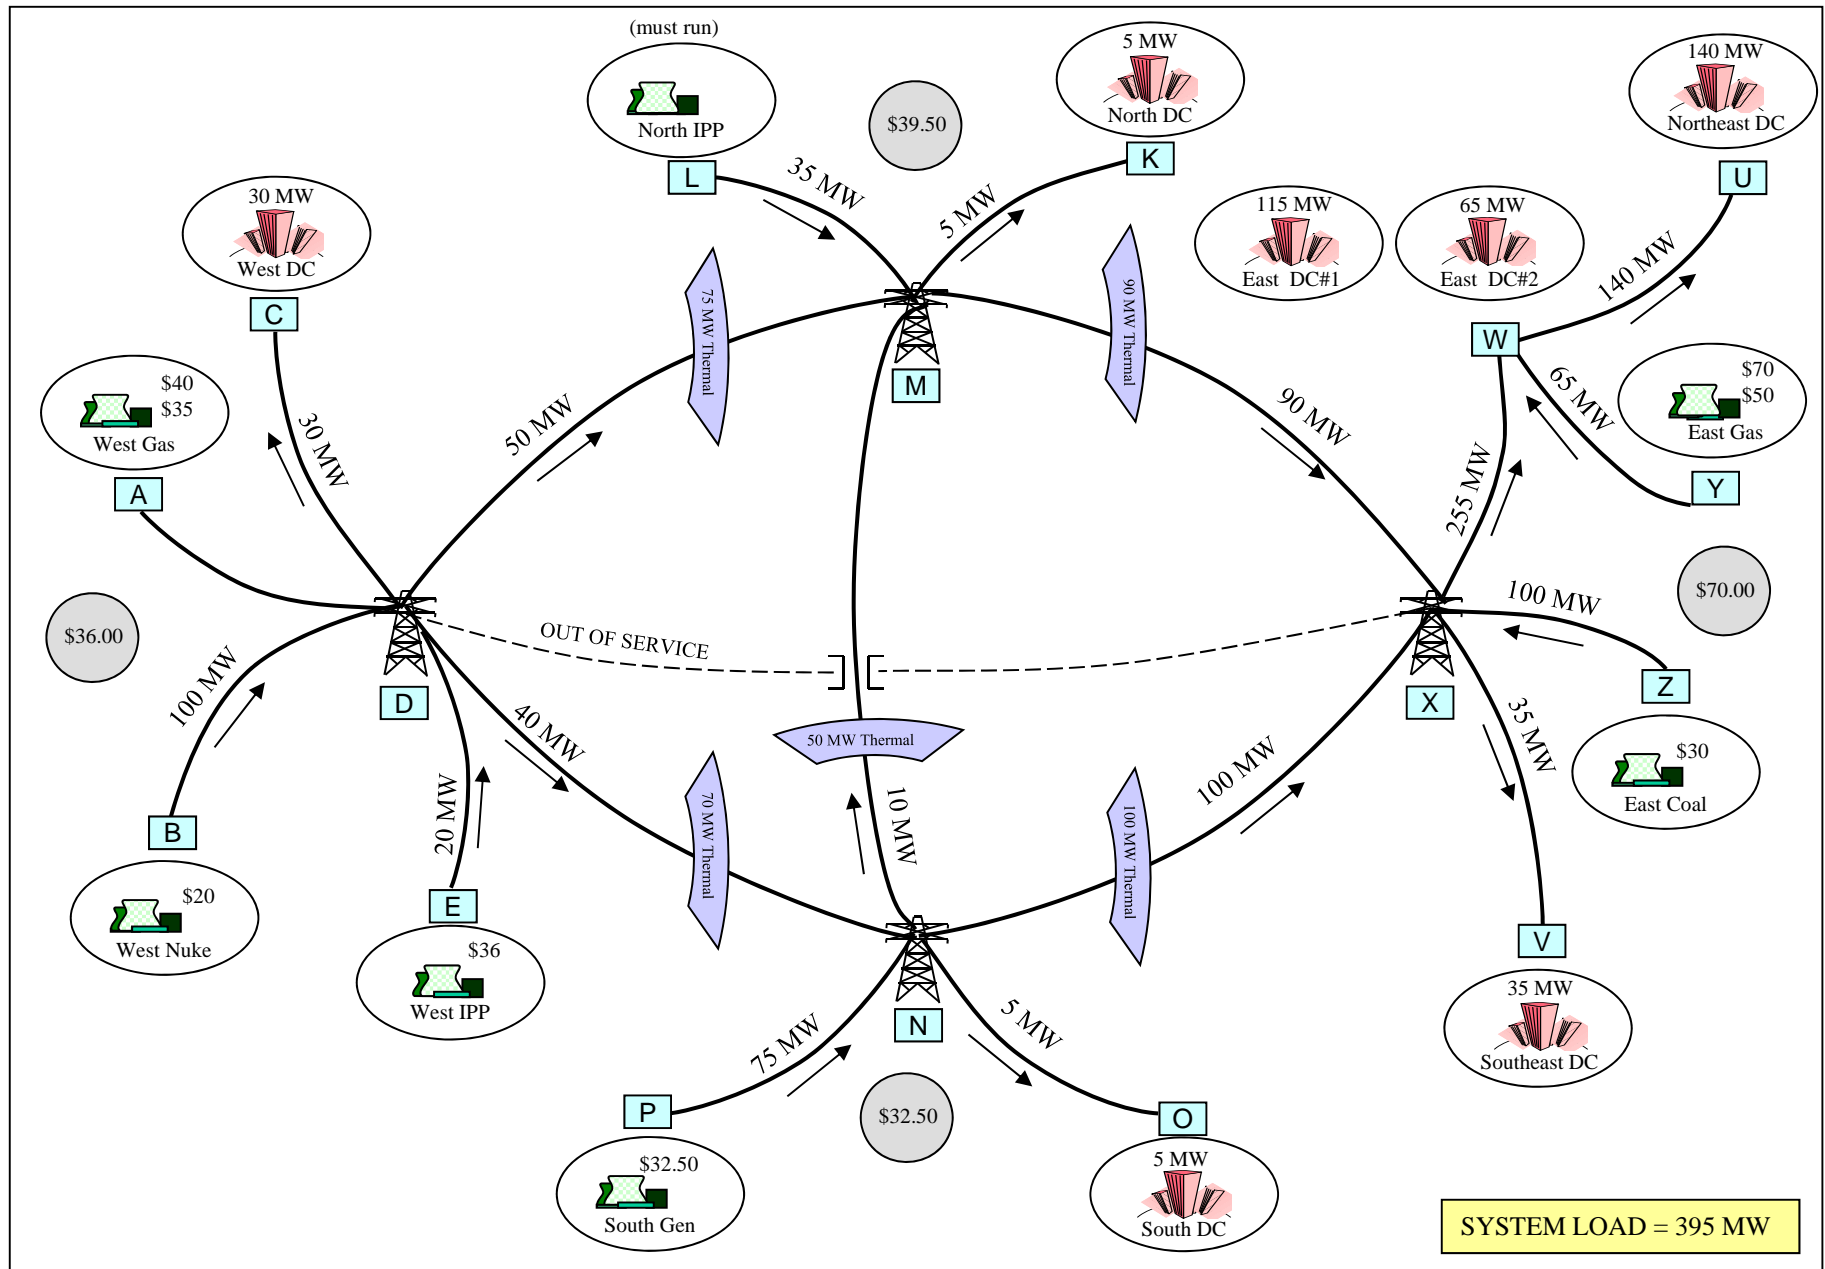 (must run)
North IPP
L
35 MW
$39.50
5 MW
North DC
K
5 MW
140 MW
Northeast DC
U
30 MW
West DC
C
115 MW
East DC#1
65 MW
East DC#2
140 MW
W
75 MW Thermal
90 MW Thermal
M
$40
$35
West Gas
A
30 MW
50 MW
90 MW
65 MW
$70
$50
East Gas
Y
255 MW
$36.00
OUT OF SERVICE
100 MW
$70.00
100 MW
D
X
Z
$30
East Coal
40 MW
50 MW Thermal
35 MW
20 MW
70 MW Thermal
10 MW
100 MW
100 MW Thermal
B
$20
West Nuke
E
$36
West IPP
V
35 MW
Southeast DC
N
75 MW
5 MW
P
$32.50
O
$32.50
South Gen
5 MW
South DC
SYSTEM LOAD = 395 MW